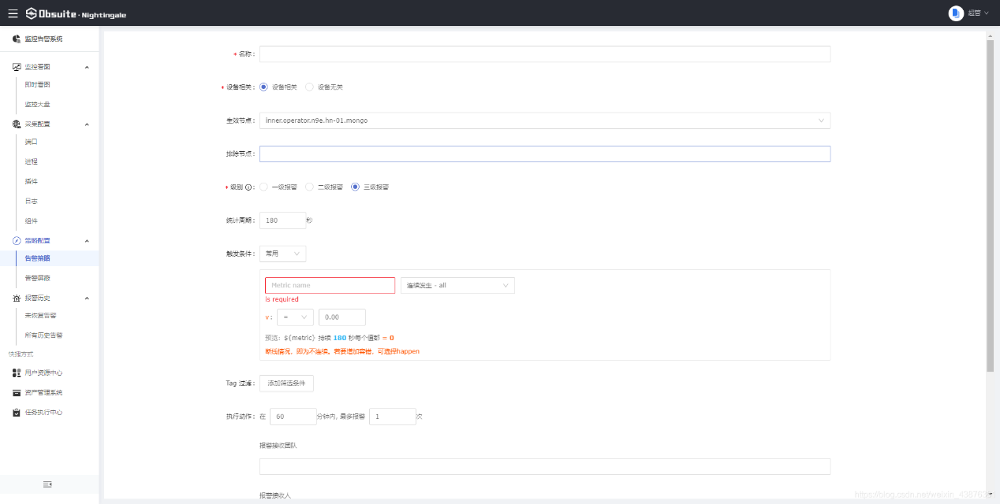 Obsuite · Nightingale
超管
监控告警系统
监控看图
即时看图
监控大盘
采集配置
端口
进程
插件
日志
组件
策略配置
告警策略
告警屏蔽
报警历史
未恢复告警
所有历史告警
快捷方式
用户资源中心
资产管理系统
任务执行中心
* 名称 :
* 设备相关 : 设备相关 设备无关
生效节点 : inner.operator.n9e.hn-01.mongo
排除节点 :
* 级别 : 一级报警 二级报警 三级报警
统计周期 : 180 秒
触发条件 : 常用
Metric name 连续发生 - all
is required
v : = 0.00
预览: ${metric} 持续 180 秒每个值都 = 0
断线情况，即为不连续。若要增加容错，可选择happen
Tag 过滤 : 添加筛选条件
执行动作 : 在 60 分钟内, 最多报警 1 次
报警接收团队
报警接收人